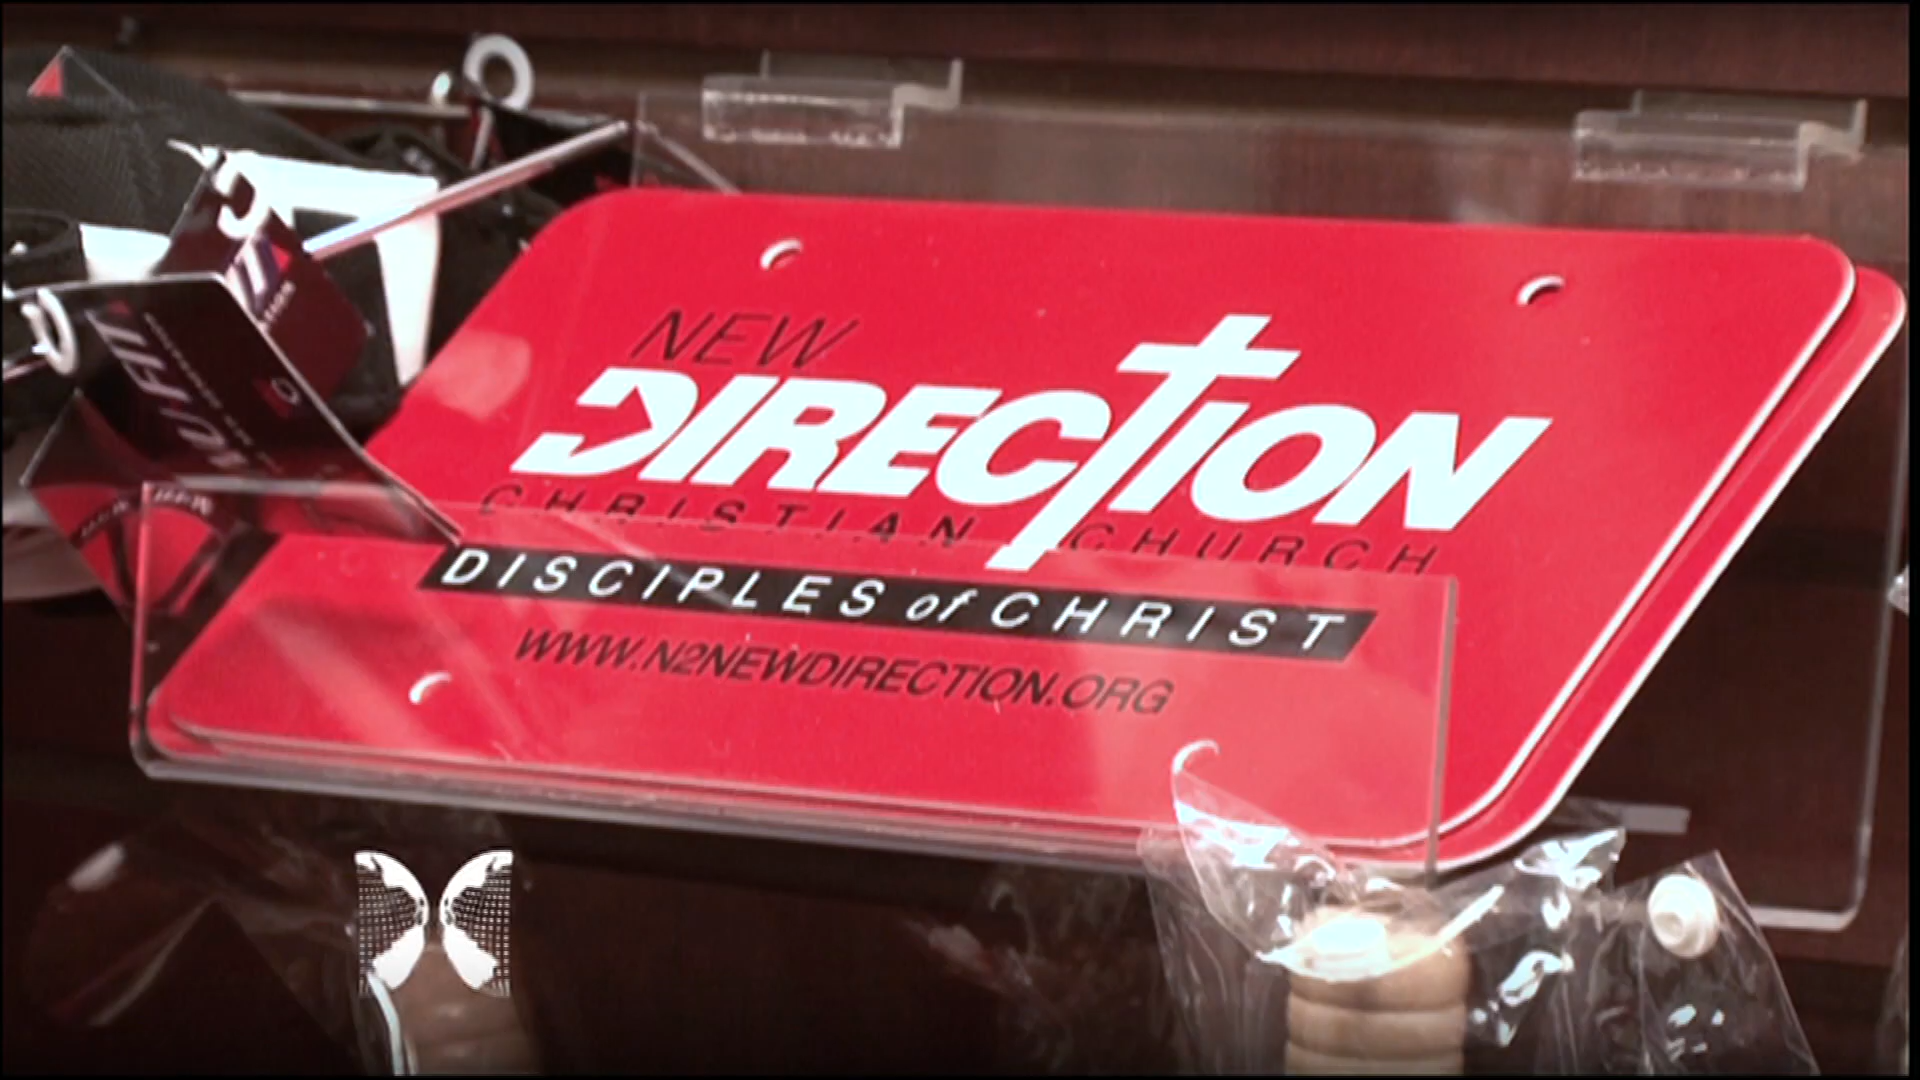 NEW
DIRECTION
CHRISTIAN CHURCH
DISCIPLES of CHRIST
WWW.N2NEWDIRECTION.ORG